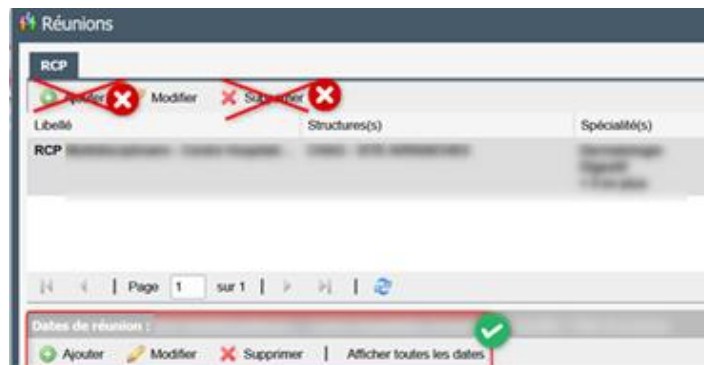 Réunions
RCP
Ajouter Modifier Supprimer
Libellé Structures(s) Spécialité(s)
RCP
Page 1 sur 1
Dates de réunion :
Ajouter Modifier Supprimer | Afficher toutes les dates